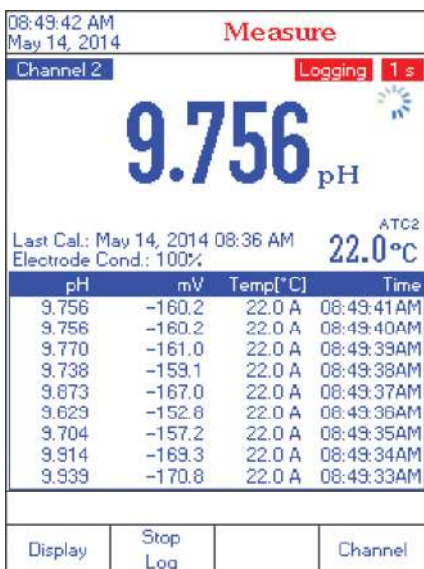 08:49:42 AM
May 14, 2014
Measure
Channel 2
Logging 1 s
9.756 pH
ATC2
22.0°C
Last Cal.: May 14, 2014 08:36 AM
Electrode Cond.: 100%
pH mV Temp[°C] Time
9.756 -160.2 22.0 A 08:49:41AM
9.756 -160.2 22.0 A 08:49:40AM
9.770 -161.0 22.0 A 08:49:39AM
9.738 -159.1 22.0 A 08:49:38AM
9.873 -167.0 22.0 A 08:49:37AM
9.629 -152.8 22.0 A 08:49:36AM
9.704 -157.2 22.0 A 08:49:35AM
9.914 -169.3 22.0 A 08:49:34AM
9.939 -170.8 22.0 A 08:49:33AM
Display
Stop
Log
Channel